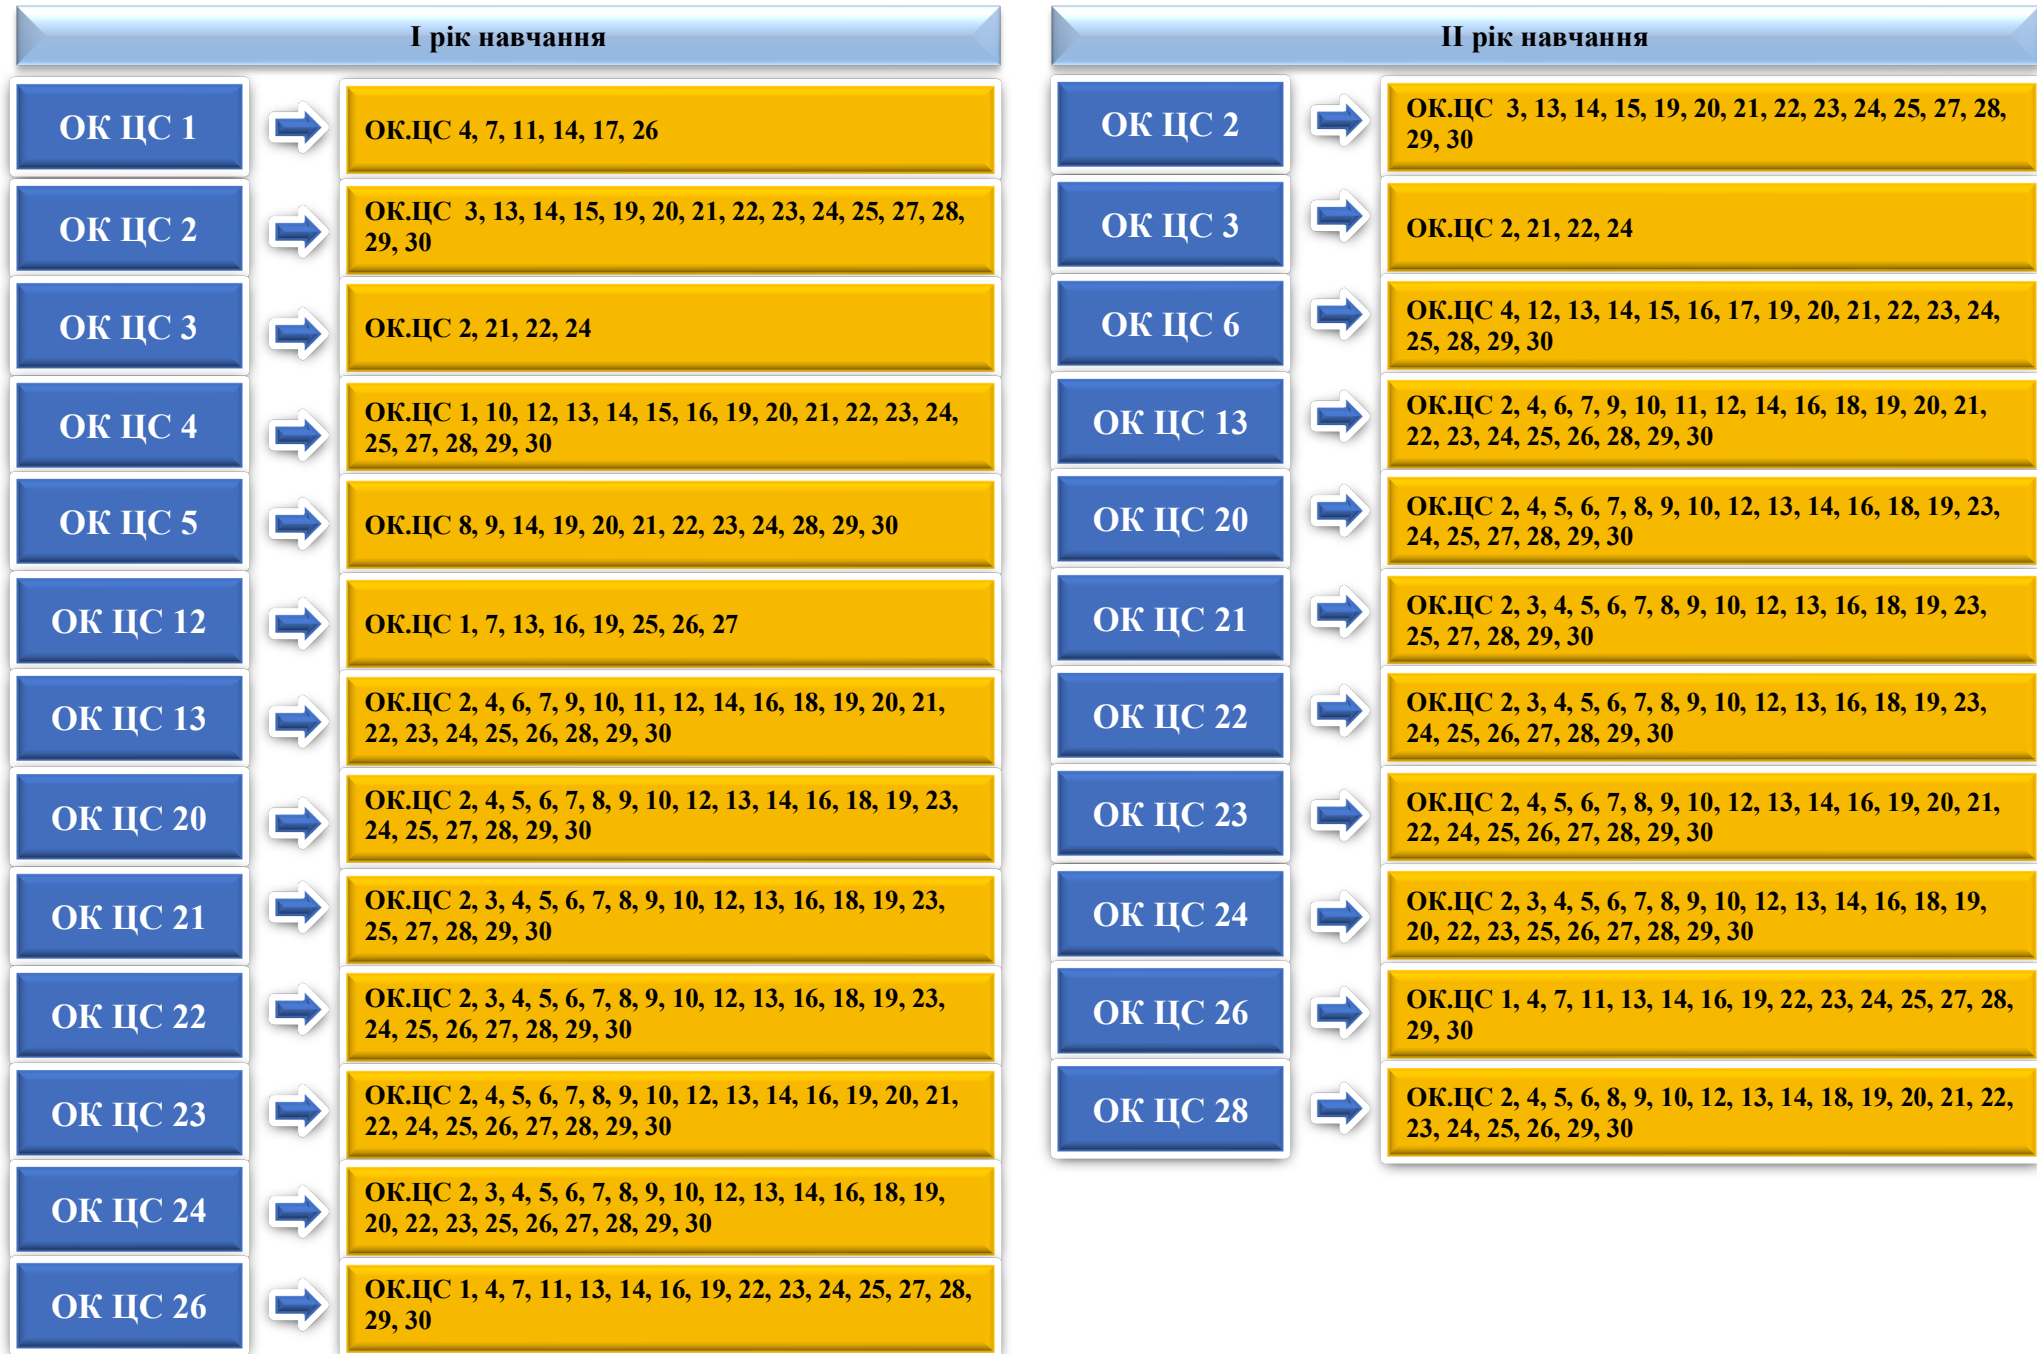 І рік навчання
ОК ЦС 1
ОК.ЦС 4, 7, 11, 14, 17, 26
ОК ЦС 2
ОК.ЦС 3, 13, 14, 15, 19, 20, 21, 22, 23, 24, 25, 27, 28,
29, 30
ОК ЦС 3
ОК.ЦС 2, 21, 22, 24
ОК ЦС 4
ОК.ЦС 1, 10, 12, 13, 14, 15, 16, 19, 20, 21, 22, 23, 24,
25, 27, 28, 29, 30
ОК ЦС 5
ОК.ЦС 8, 9, 14, 19, 20, 21, 22, 23, 24, 28, 29, 30
ОК ЦС 12
ОК.ЦС 1, 7, 13, 16, 19, 25, 26, 27
ОК ЦС 13
ОК.ЦС 2, 4, 6, 7, 9, 10, 11, 12, 14, 16, 18, 19, 20, 21,
22, 23, 24, 25, 26, 28, 29, 30
ОК ЦС 20
ОК.ЦС 2, 4, 5, 6, 7, 8, 9, 10, 12, 13, 14, 16, 18, 19, 23,
24, 25, 27, 28, 29, 30
ОК ЦС 21
ОК.ЦС 2, 3, 4, 5, 6, 7, 8, 9, 10, 12, 13, 16, 18, 19, 23,
25, 27, 28, 29, 30
ОК ЦС 22
ОК.ЦС 2, 3, 4, 5, 6, 7, 8, 9, 10, 12, 13, 16, 18, 19, 23,
24, 25, 26, 27, 28, 29, 30
ОК ЦС 23
ОК.ЦС 2, 4, 5, 6, 7, 8, 9, 10, 12, 13, 14, 16, 19, 20, 21,
22, 24, 25, 26, 27, 28, 29, 30
ОК ЦС 24
ОК.ЦС 2, 3, 4, 5, 6, 7, 8, 9, 10, 12, 13, 14, 16, 18, 19,
20, 22, 23, 25, 26, 27, 28, 29, 30
ОК ЦС 26
ОК.ЦС 1, 4, 7, 11, 13, 14, 16, 19, 22, 23, 24, 25, 27, 28,
29, 30
ІІ рік навчання
ОК ЦС 2
ОК.ЦС 3, 13, 14, 15, 19, 20, 21, 22, 23, 24, 25, 27, 28,
29, 30
ОК ЦС 3
ОК.ЦС 2, 21, 22, 24
ОК ЦС 6
ОК.ЦС 4, 12, 13, 14, 15, 16, 17, 19, 20, 21, 22, 23, 24,
25, 28, 29, 30
ОК ЦС 13
ОК.ЦС 2, 4, 6, 7, 9, 10, 11, 12, 14, 16, 18, 19, 20, 21,
22, 23, 24, 25, 26, 28, 29, 30
ОК ЦС 20
ОК.ЦС 2, 4, 5, 6, 7, 8, 9, 10, 12, 13, 14, 16, 18, 19, 23,
24, 25, 27, 28, 29, 30
ОК ЦС 21
ОК.ЦС 2, 3, 4, 5, 6, 7, 8, 9, 10, 12, 13, 16, 18, 19, 23,
25, 27, 28, 29, 30
ОК ЦС 22
ОК.ЦС 2, 3, 4, 5, 6, 7, 8, 9, 10, 12, 13, 16, 18, 19, 23,
24, 25, 26, 27, 28, 29, 30
ОК ЦС 23
ОК.ЦС 2, 4, 5, 6, 7, 8, 9, 10, 12, 13, 14, 16, 19, 20, 21,
22, 24, 25, 26, 27, 28, 29, 30
ОК ЦС 24
ОК.ЦС 2, 3, 4, 5, 6, 7, 8, 9, 10, 12, 13, 14, 16, 18, 19,
20, 22, 23, 25, 26, 27, 28, 29, 30
ОК ЦС 26
ОК.ЦС 1, 4, 7, 11, 13, 14, 16, 19, 22, 23, 24, 25, 27, 28,
29, 30
ОК ЦС 28
ОК.ЦС 2, 4, 5, 6, 8, 9, 10, 12, 13, 14, 18, 19, 20, 21, 22,
23, 24, 25, 26, 29, 30